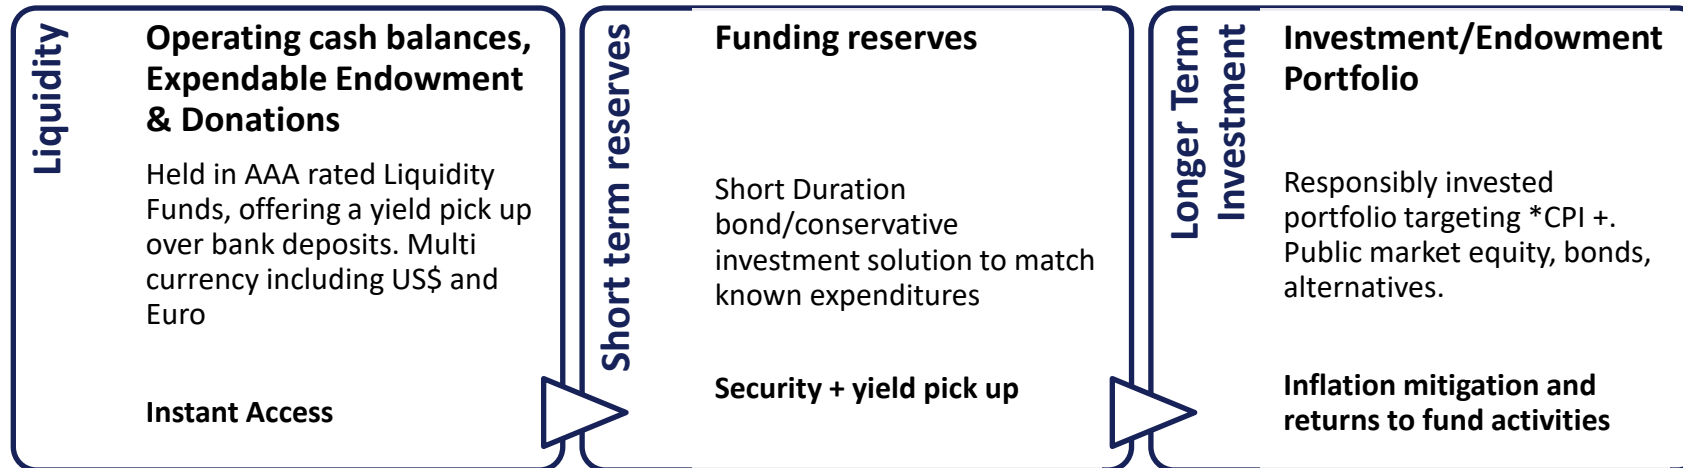 Liquidity
Operating cash balances,
Expendable Endowment
& Donations
Held in AAA rated Liquidity
Funds, offering a yield pick up
over bank deposits. Multi
currency including US$ and
Euro
Instant Access
Short term reserves
Funding reserves
Short Duration
bond/conservative
investment solution to match
known expenditures
Security + yield pick up
Longer Term
Investment
Investment/Endowment
Portfolio
Responsibly invested
portfolio targeting *CPI +.
Public market equity, bonds,
alternatives.
Inflation mitigation and
returns to fund activities